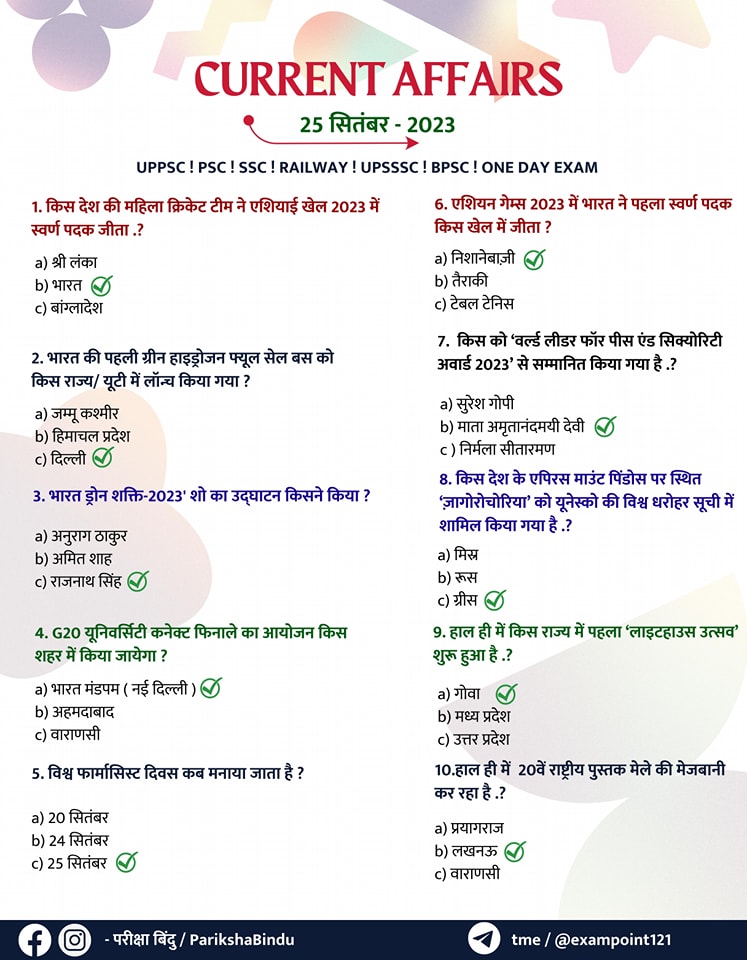 CURRENT AFFAIRS
25 सितंबर - 2023
UPPSC ! PSC ! SSC ! RAILWAY ! UPSSSC ! BPSC ! ONE DAY EXAM
1. किस देश की महिला क्रिकेट टीम ने एशियाई खेल 2023 में
स्वर्ण पदक जीता .?
a) श्री लंका
b) भारत
c) बांग्लादेश
2. भारत की पहली ग्रीन हाइड्रोजन फ्यूल सेल बस को
किस राज्य/ यूटी में लॉन्च किया गया ?
a) जम्मू कश्मीर
b) हिमाचल प्रदेश
c) दिल्ली
3. भारत ड्रोन शक्ति-2023' शो का उद्घाटन किसने किया ?
a) अनुराग ठाकुर
b) अमित शाह
c) राजनाथ सिंह
4. G20 यूनिवर्सिटी कनेक्ट फिनाले का आयोजन किस
शहर में किया जायेगा ?
a) भारत मंडपम ( नई दिल्ली )
b) अहमदाबाद
c) वाराणसी
5. विश्व फार्मासिस्ट दिवस कब मनाया जाता है ?
a) 20 सितंबर
b) 24 सितंबर
c) 25 सितंबर
6. एशियन गेम्स 2023 में भारत ने पहला स्वर्ण पदक
किस खेल में जीता ?
a) निशानेबाज़ी
b) तैराकी
c) टेबल टेनिस
7. किस को ‘वर्ल्ड लीडर फॉर पीस एंड सिक्योरिटी
अवार्ड 2023’ से सम्मानित किया गया है .?
a) सुरेश गोपी
b) माता अमृतानंदमयी देवी
c ) निर्मला सीतारमण
8. किस देश के एपिरस माउंट पिंडोस पर स्थित
‘ज़ागोरोचोरिया’ को यूनेस्को की विश्व धरोहर सूची में
शामिल किया गया है .?
a) मिस्र
b) रूस
c) ग्रीस
9. हाल ही में किस राज्य में पहला ‘लाइटहाउस उत्सव’
शुरू हुआ है .?
a) गोवा
b) मध्य प्रदेश
c) उत्तर प्रदेश
10.हाल ही में 20वें राष्ट्रीय पुस्तक मेले की मेजबानी
कर रहा है .?
a) प्रयागराज
b) लखनऊ
c) वाराणसी
- परीक्षा बिंदु / ParikshaBindu
tme / @exampoint121